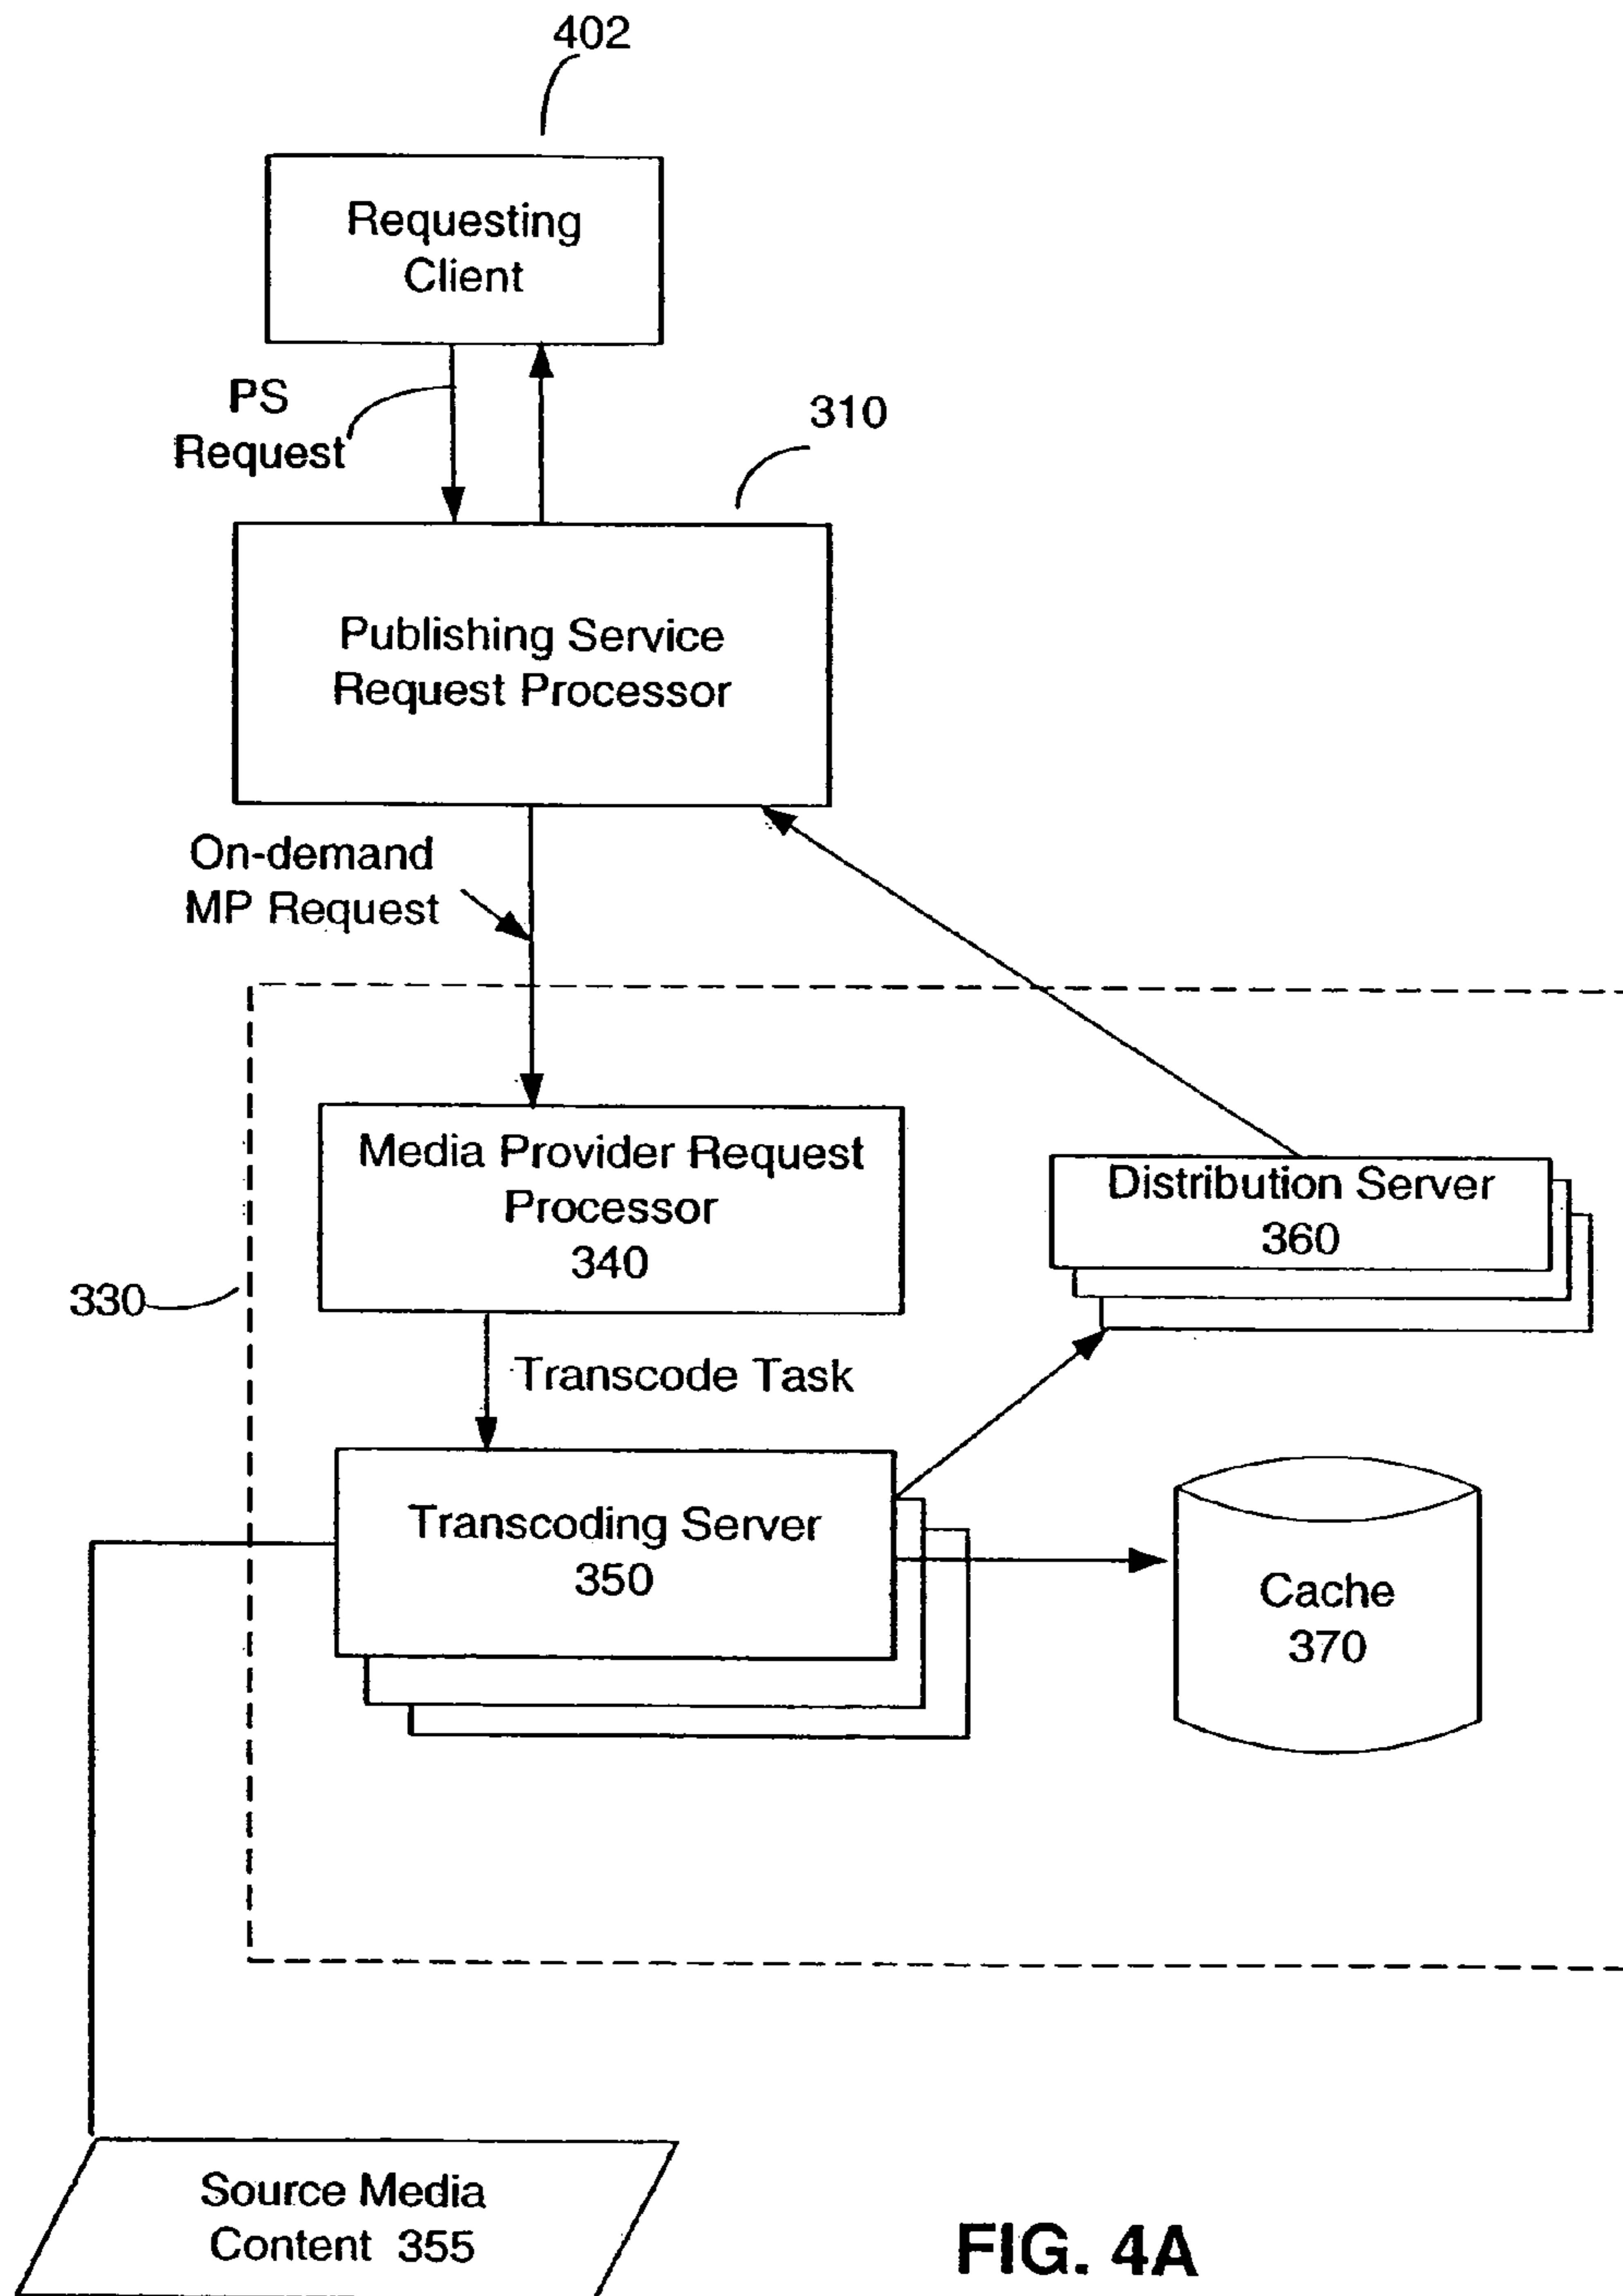 402
Requesting
Client
PS
Request
310
Publishing Service
Request Processor
On-demand
MP Request
Media Provider Request
Processor
340
Distribution Server
360
330
Transcode Task
Transcoding Server
350
Cache
370
Source Media
Content 355
FIG. 4A